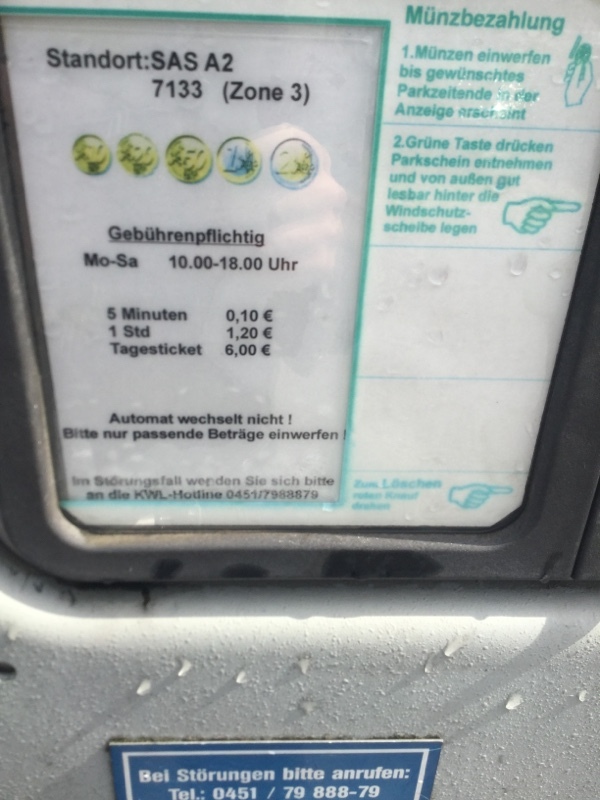 Standort:SAS A2
7133 (Zone 3)
Gebührenpflichtig
Mo-Sa 10.00-18.00 Uhr
5 Minuten 0,10 €
1 Std 1,20 €
Tagesticket 6,00 €
Automat wechselt nicht !
Bitte nur passende Beträge einwerfen !
Im Störungsfall wenden Sie sich bitte
an die KWL-Hotline 0451/7988879
Münzbezahlung
1.Münzen einwerfen
bis gewünschtes
Parkzeitende in der
Anzeige erscheint
2.Grüne Taste drücken
Parkschein entnehmen
und von außen gut
lesbar hinter die
Windschutz-
scheibe legen
Zum Löschen
roten Knauf
drehen
Bei Störungen bitte anrufen:
Tel.: 0451 / 79 888-79